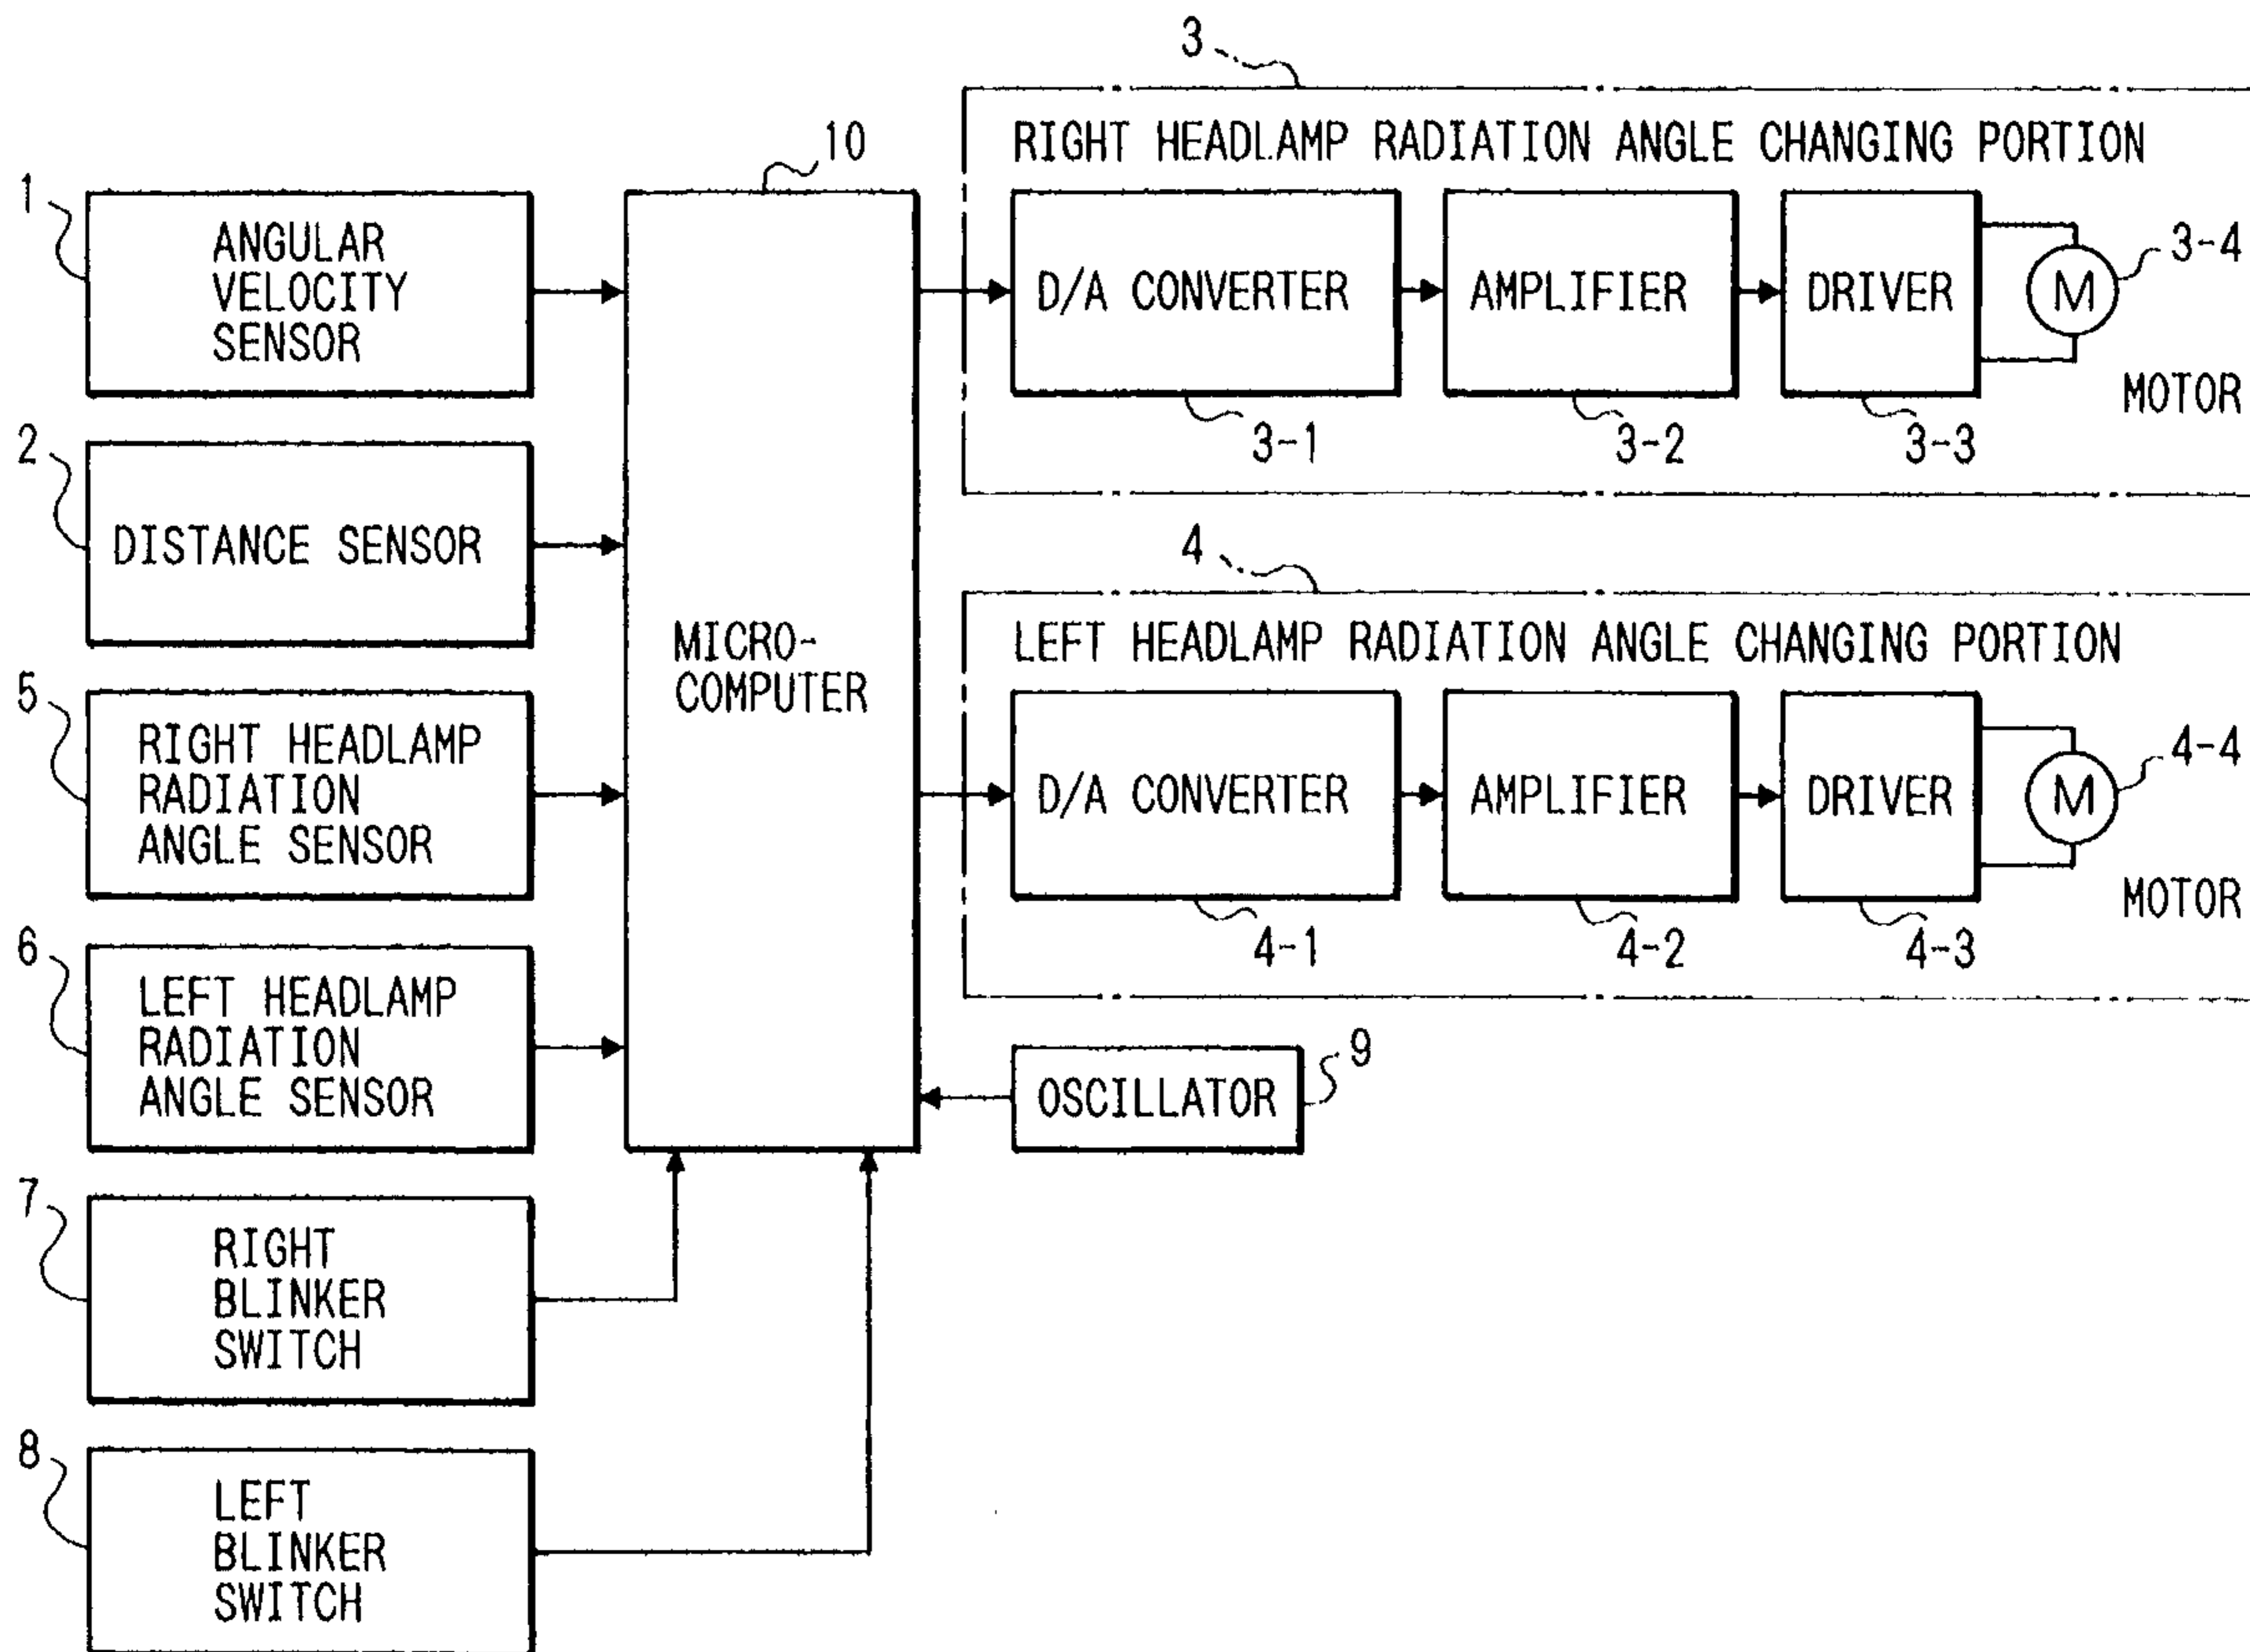 3
RIGHT HEADLAMP RADIATION ANGLE CHANGING PORTION
10
1
ANGULAR
VELOCITY
SENSOR
D/A CONVERTER
AMPLIFIER
DRIVER
M
3-4
MOTOR
3-1
3-2
3-3
2
DISTANCE SENSOR
4
LEFT HEADLAMP RADIATION ANGLE CHANGING PORTION
MICRO-
COMPUTER
5
RIGHT HEADLAMP
RADIATION
ANGLE SENSOR
D/A CONVERTER
AMPLIFIER
DRIVER
M
4-4
MOTOR
4-1
4-2
4-3
6
LEFT HEADLAMP
RADIATION
ANGLE SENSOR
OSCILLATOR
9
7
RIGHT
BLINKER
SWITCH
8
LEFT
BLINKER
SWITCH